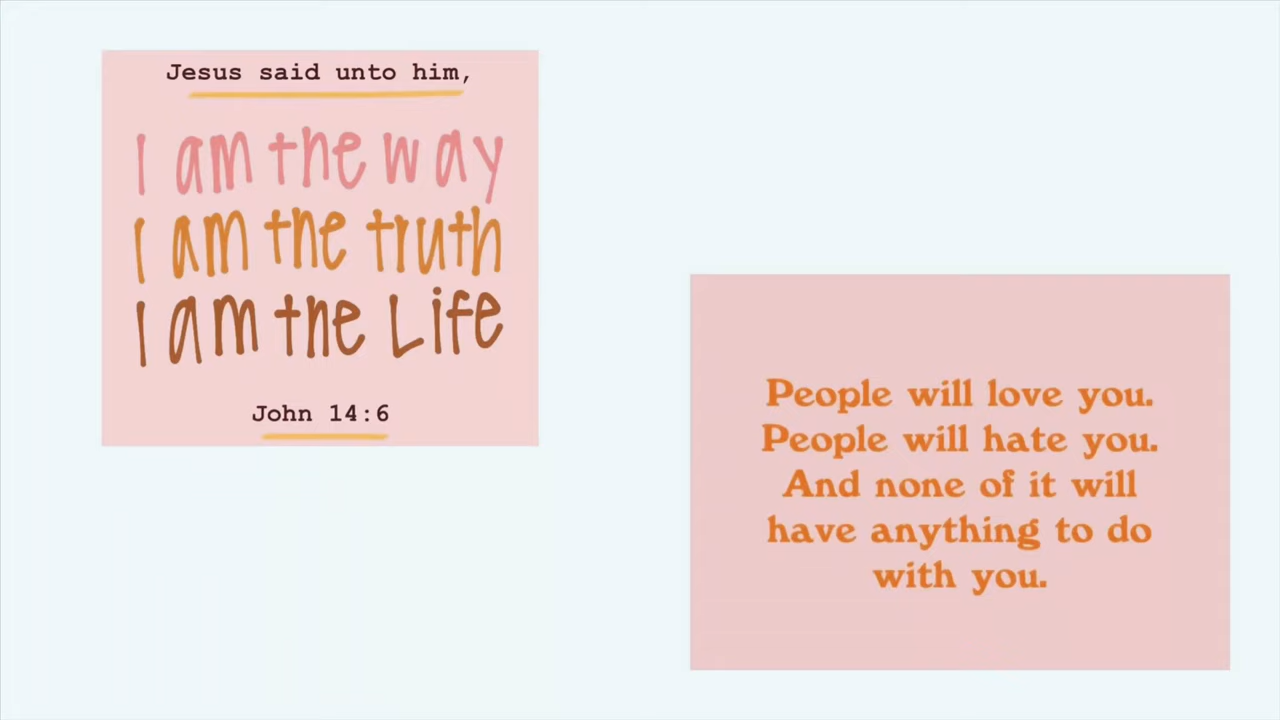 Jesus said unto him,
I am the way
I am the truth
I am the Life
John 14:6
People will love you.
People will hate you.
And none of it will
have anything to do
with you.